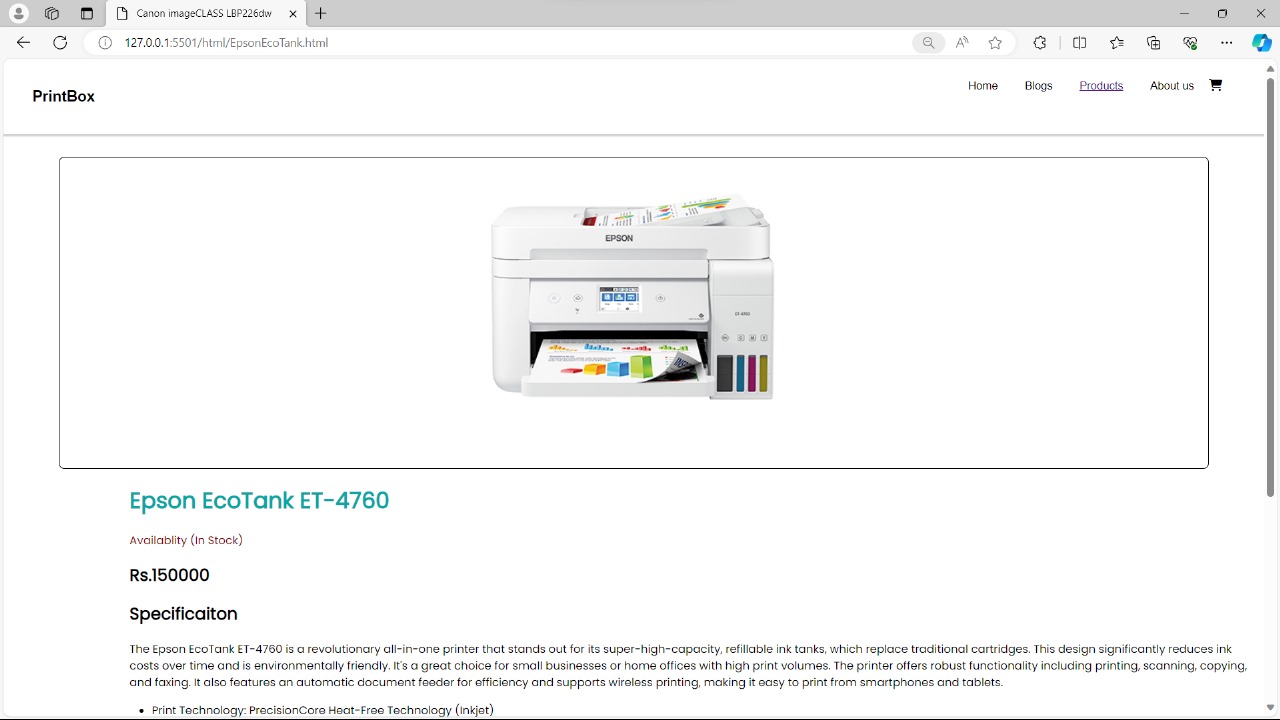 Canon imageCLASS LBP226dw
127.0.0.1:5501/html/EpsonEcoTank.html
PrintBox
Home Blogs Products About us
EPSON
ET-4760
Epson EcoTank ET-4760
Availablity (In Stock)
Rs.150000
Specificaiton
The Epson EcoTank ET-4760 is a revolutionary all-in-one printer that stands out for its super-high-capacity, refillable ink tanks, which replace traditional cartridges. This design significantly reduces ink
costs over time and is environmentally friendly. It's a great choice for small businesses or home offices with high print volumes. The printer offers robust functionality including printing, scanning, copying,
and faxing. It also features an automatic document feeder for efficiency and supports wireless printing, making it easy to print from smartphones and tablets.
• Print Technology: PrecisionCore Heat-Free Technology (Inkjet)